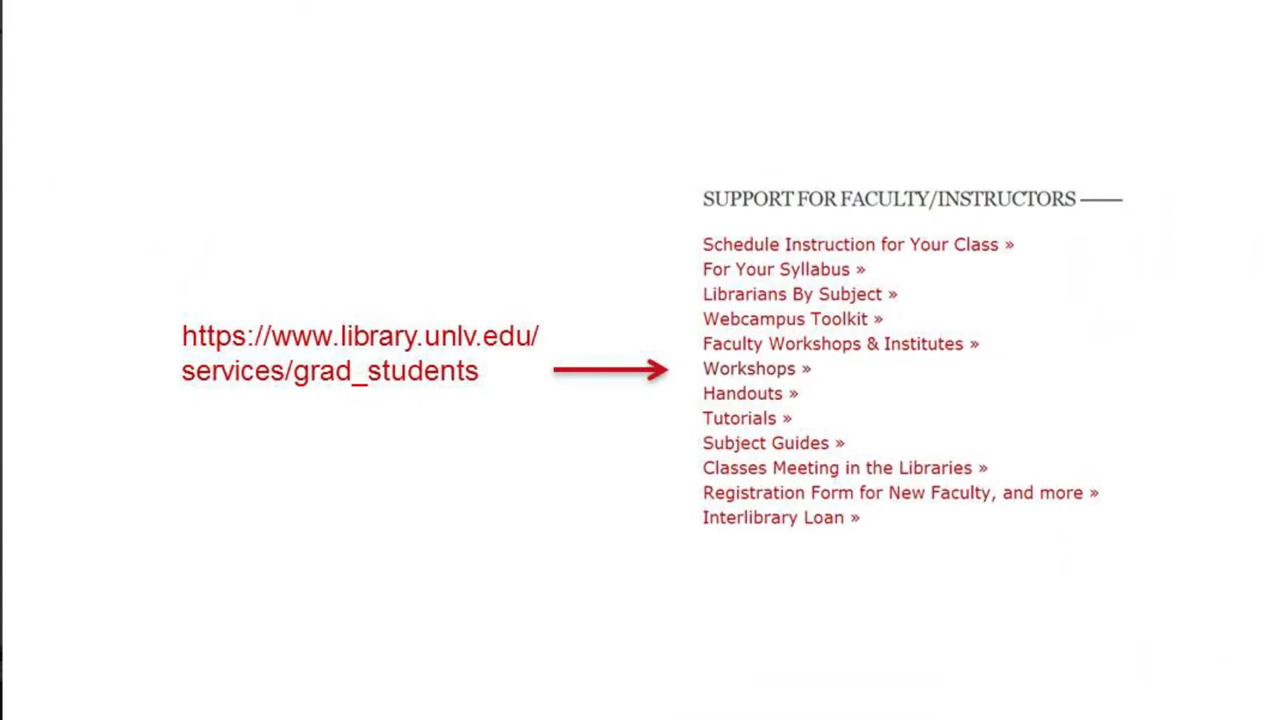 https://www.library.unlv.edu/
services/grad_students
SUPPORT FOR FACULTY/INSTRUCTORS
Schedule Instruction for Your Class »
For Your Syllabus »
Librarians By Subject »
Webcampus Toolkit »
Faculty Workshops & Institutes »
Workshops »
Handouts »
Tutorials »
Subject Guides »
Classes Meeting in the Libraries »
Registration Form for New Faculty, and more »
Interlibrary Loan »